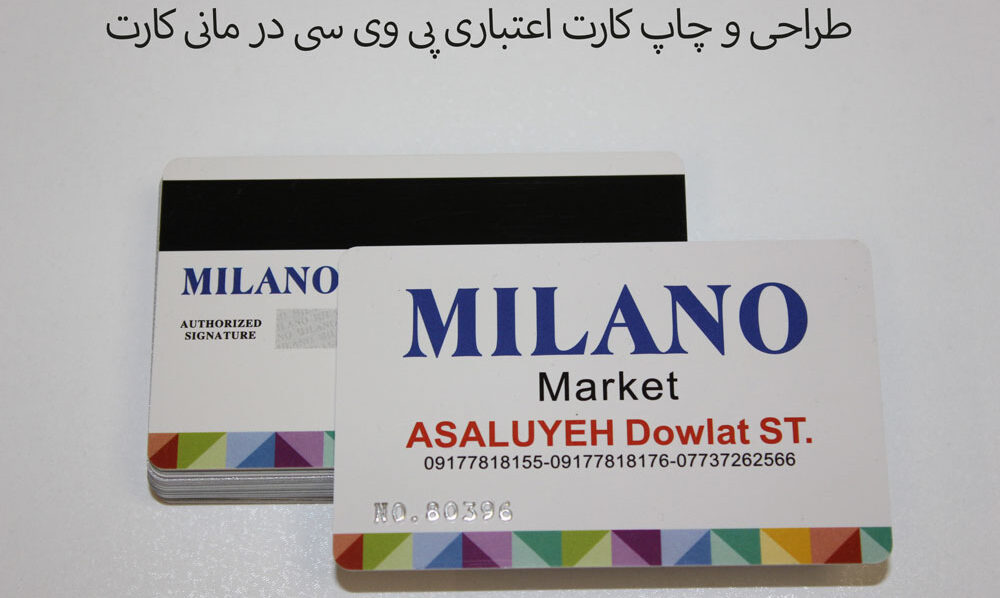 طراحی و چاپ کارت اعتباری پی وی سی در مانی کارت
MILANO
AUTHORIZED
SIGNATURE
MILANO
Market
ASALUYEH Dowlat ST.
09177818155-09177818176-07737262566
NO.80396